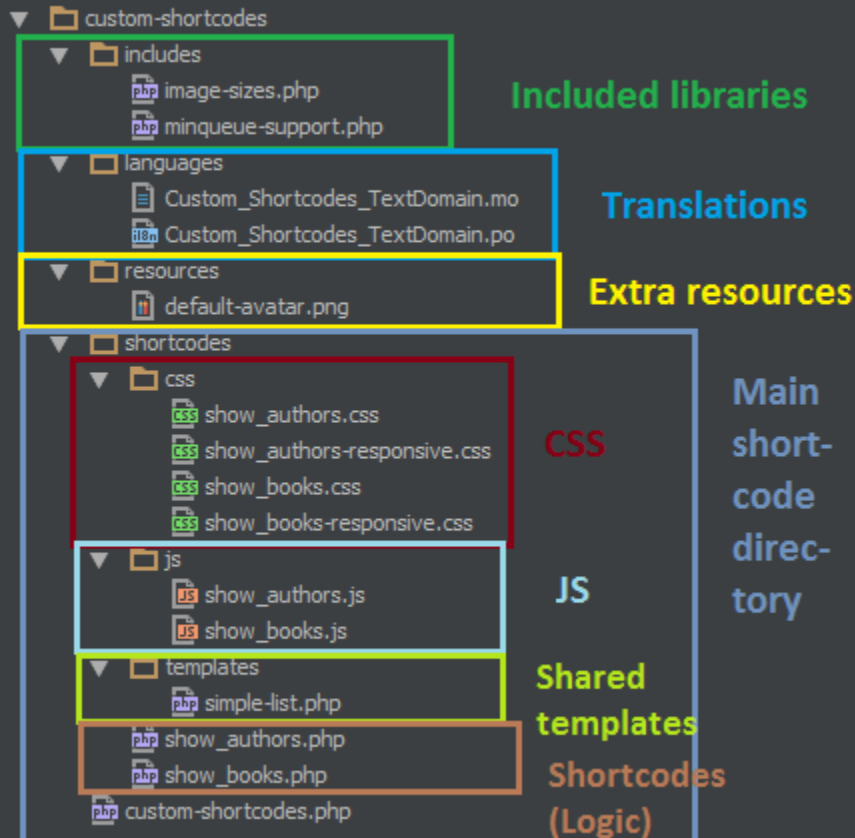 custom-shortcodes
includes
image-sizes.php
minqueue-support.php
Included libraries
languages
Custom_Shortcodes_TextDomain.mo
Custom_Shortcodes_TextDomain.po
Translations
resources
default-avatar.png
Extra resources
shortcodes
css
show_authors.css
show_authors-responsive.css
show_books.css
show_books-responsive.css
CSS
js
show_authors.js
show_books.js
JS
Main
short-
code
direc-
tory
templates
simple-list.php
Shared
templates
show_authors.php
show_books.php
Shortcodes
(Logic)
custom-shortcodes.php